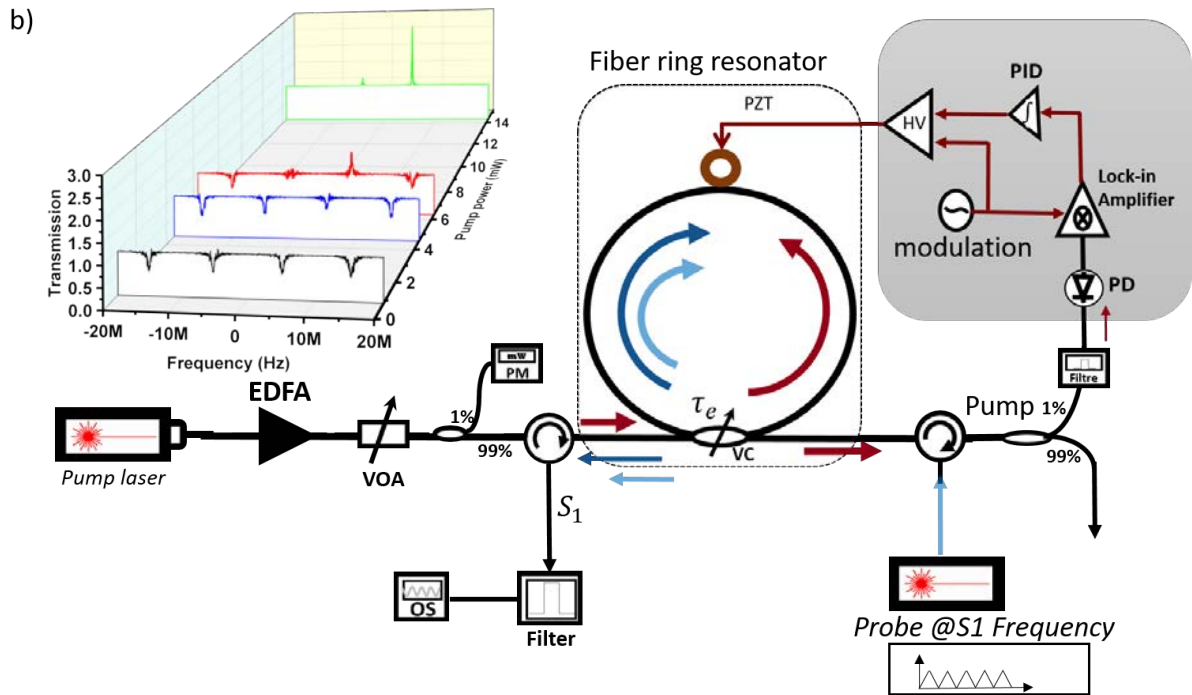 b)
Transmission
3.0
2.5
2.0
1.5
1.0
0.5
0.0
-20M
-10M
0
10M
20M
Frequency (Hz)
0
2
4
6
8
10
12
14
Pump power (mW)
Fiber ring resonator
PZT
HV
PID
∫
Lock-in
Amplifier
modulation
PD
Filtre
Pump
1%
99%
EDFA
mW
PM
1%
99%
Pump laser
VOA
τe
VC
S1
OS
Filter
Probe @S1 Frequency